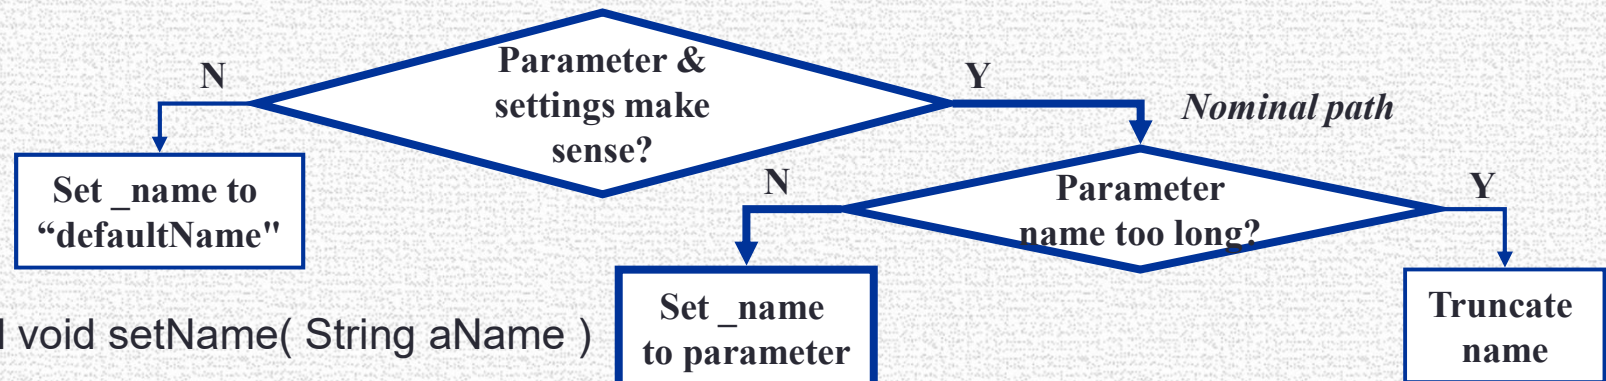 N
Parameter &
settings make
sense?
Y
Nominal path
Set _name to
“defaultName"
N
Parameter
name too long?
Y
Set _name
to parameter
Truncate
name
void setName( String aName )